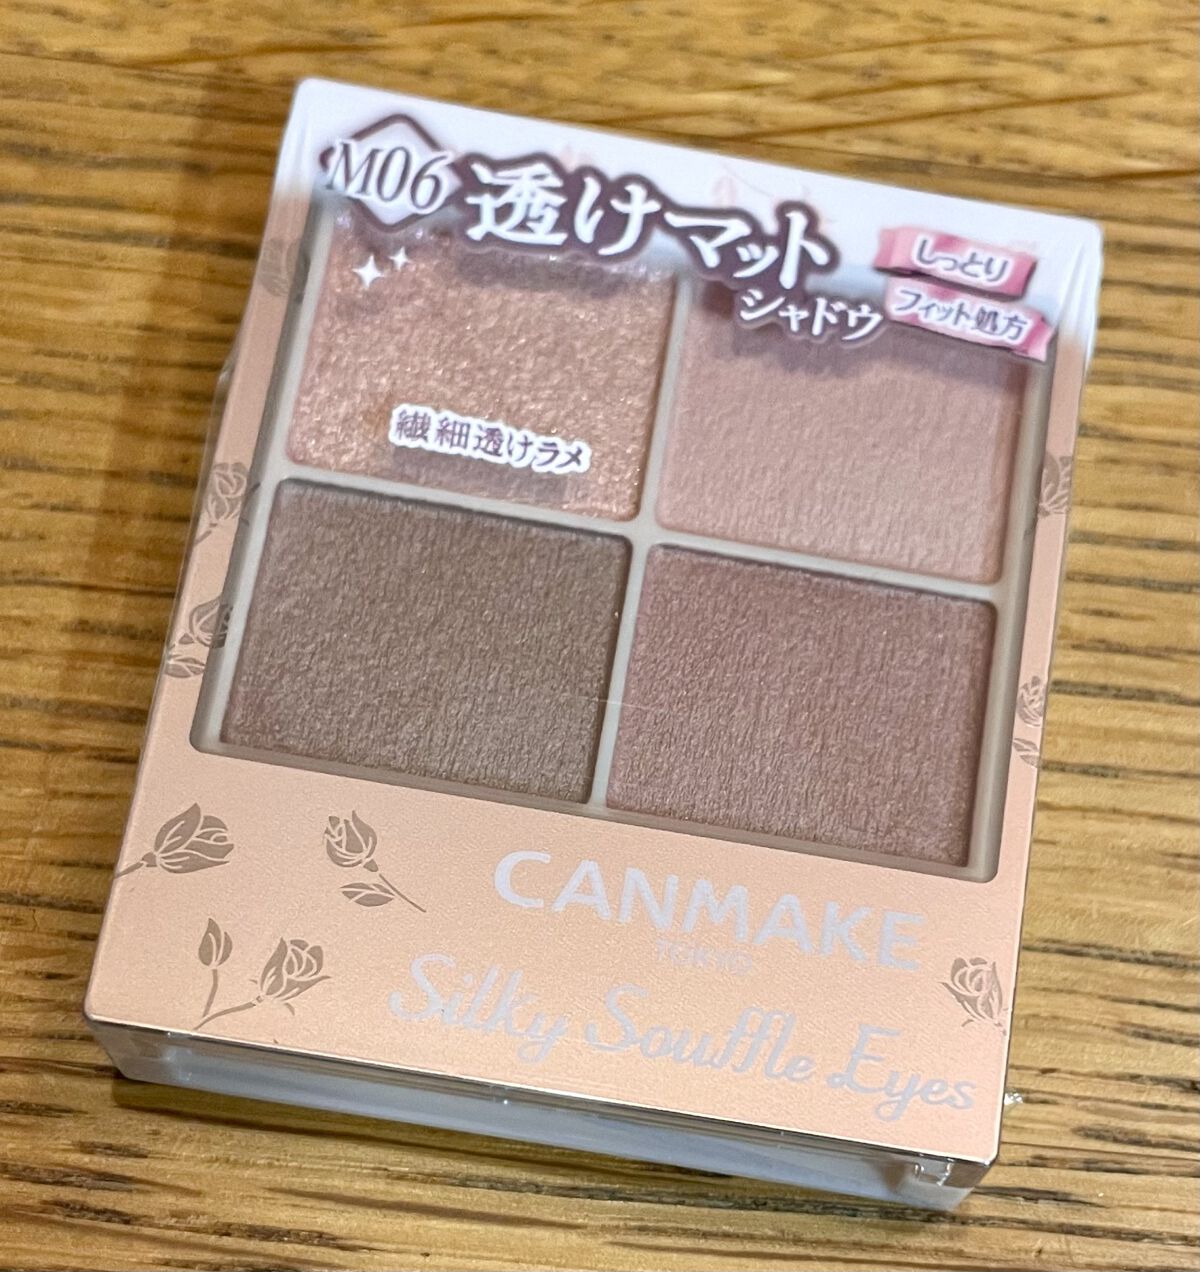 M06
透けマット
シャドウ
しっとり
フィット処方
繊細透けラメ
CANMAKE
TOKYO
Silky Souffle Eyes